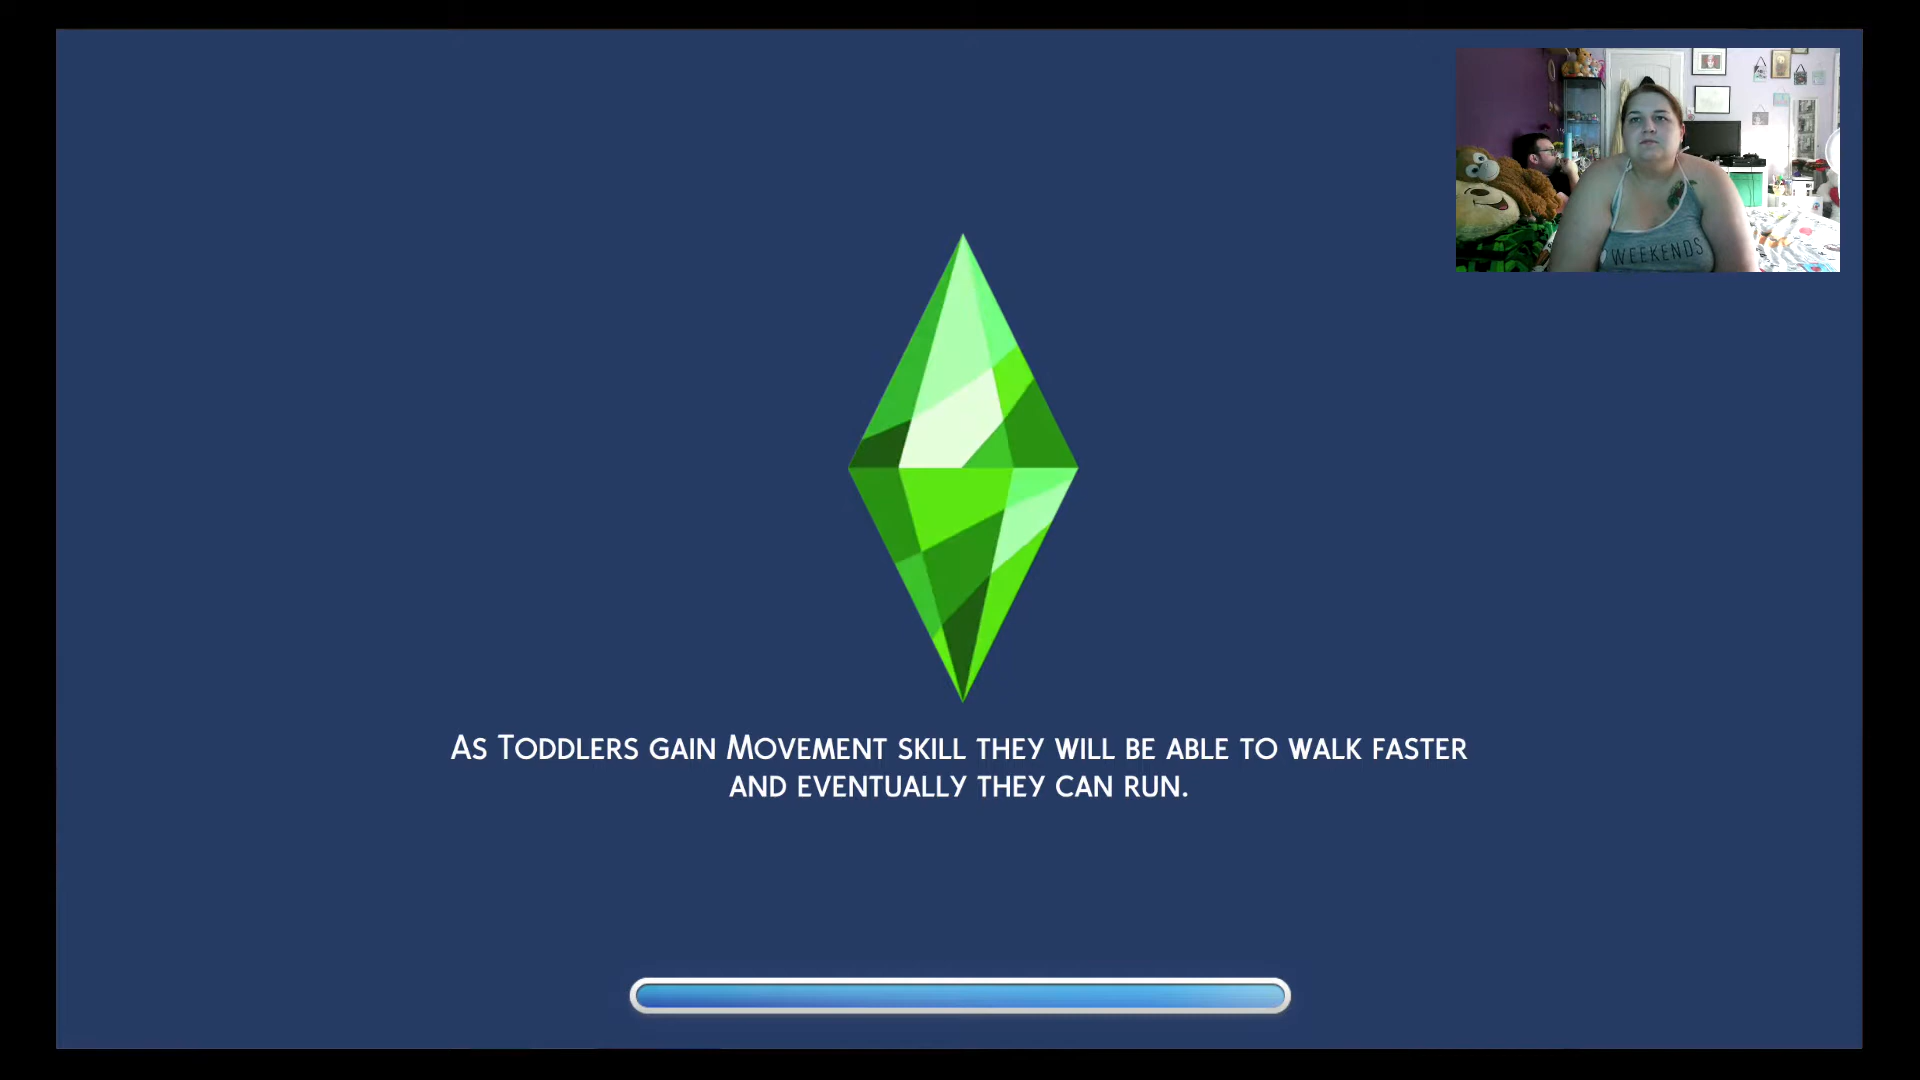 WEEKENDS
As Toddlers gain Movement skill they will be able to walk faster
and eventually they can run.